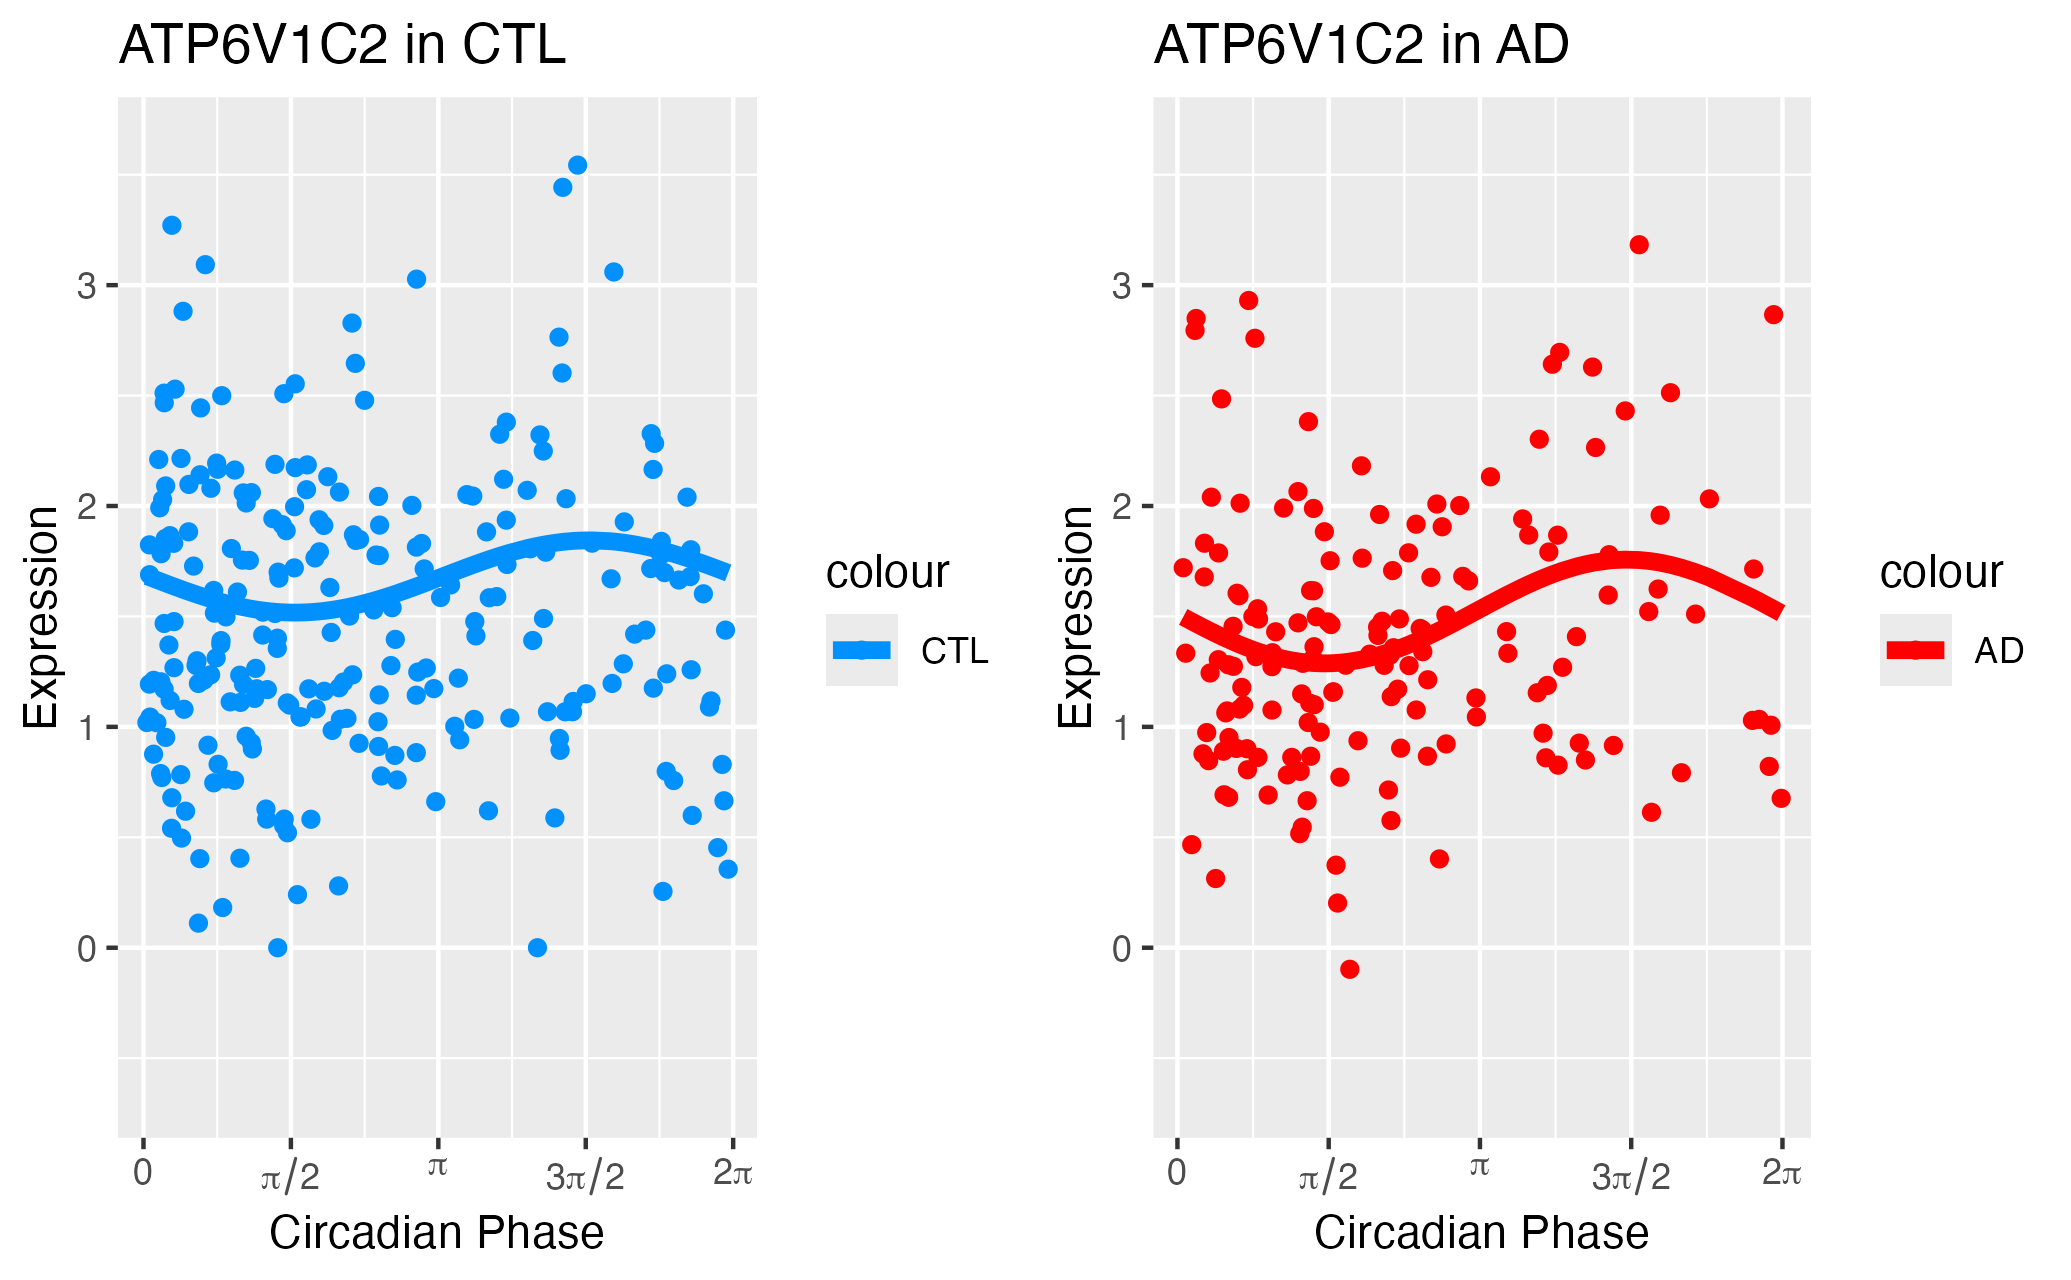 ATP6V1C2 in CTL
Expression
3
2
1
0
0
π/2
π
3π/2
2π
Circadian Phase
colour
CTL
ATP6V1C2 in AD
Expression
3
2
1
0
0
π/2
π
3π/2
2π
Circadian Phase
colour
AD